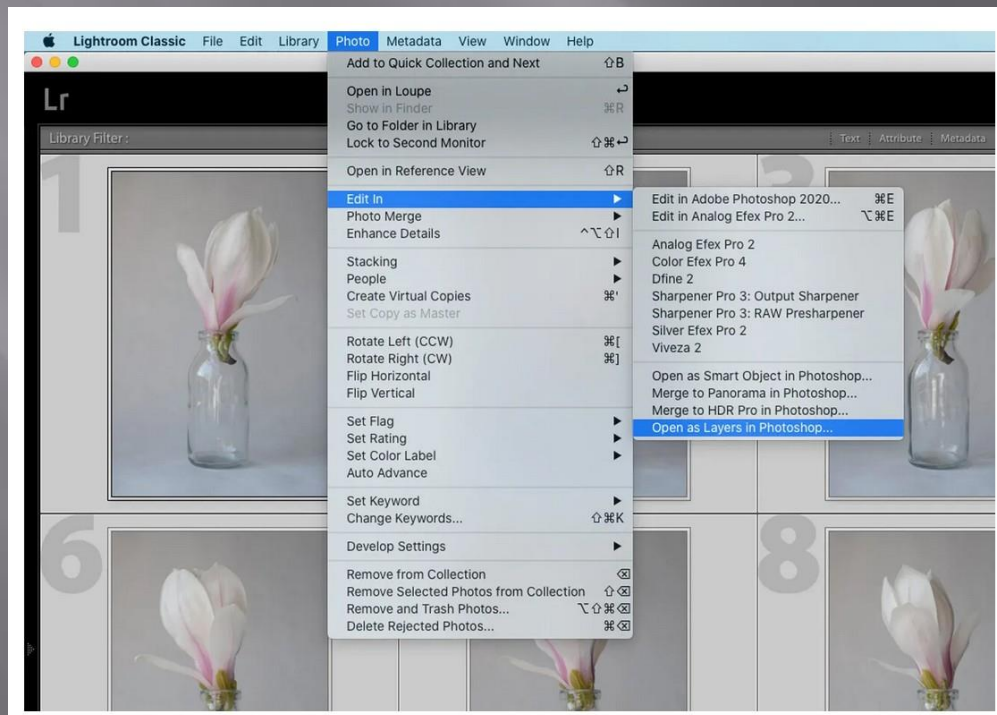 Lightroom Classic File Edit Library Photo Metadata View Window Help
Lr
Library Filter :
Text Attribute Metadata
1
3
6
8
Add to Quick Collection and Next ⇧B
Open in Loupe ↩
Show in Finder ⌘R
Go to Folder in Library
Lock to Second Monitor ⇧⌘↩
Open in Reference View ⇧R
Edit In ▶
Photo Merge ▶
Enhance Details ^⌥⇧I
Stacking ▶
People ▶
Create Virtual Copies ⌘'
Set Copy as Master
Rotate Left (CCW) ⌘[
Rotate Right (CW) ⌘]
Flip Horizontal
Flip Vertical
Set Flag ▶
Set Rating ▶
Set Color Label ▶
Auto Advance
Set Keyword ▶
Change Keywords... ⇧⌘K
Develop Settings ▶
Remove from Collection ⌫
Remove Selected Photos from Collection ⇧⌫
Remove and Trash Photos... ⌥⇧⌘⌫
Delete Rejected Photos... ⌘⌫
Edit in Adobe Photoshop 2020... ⌘E
Edit in Analog Efex Pro 2... ⌥⌘E
Analog Efex Pro 2
Color Efex Pro 4
Dfine 2
Sharpener Pro 3: Output Sharpener
Sharpener Pro 3: RAW Presharpener
Silver Efex Pro 2
Viveza 2
Open as Smart Object in Photoshop...
Merge to Panorama in Photoshop...
Merge to HDR Pro in Photoshop...
Open as Layers in Photoshop...